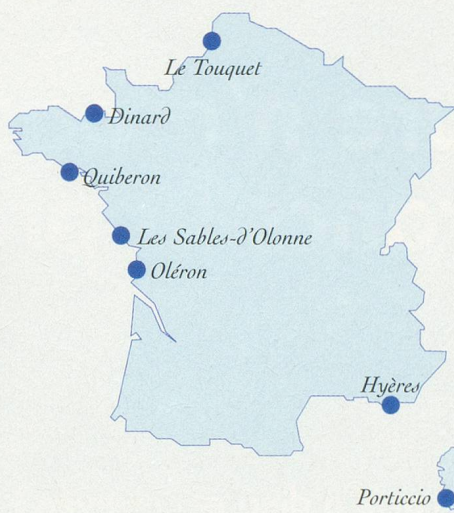 Le Touquet
Dinard
Quiberon
Les Sables-d'Olonne
Oléron
Hyères
Porticcio